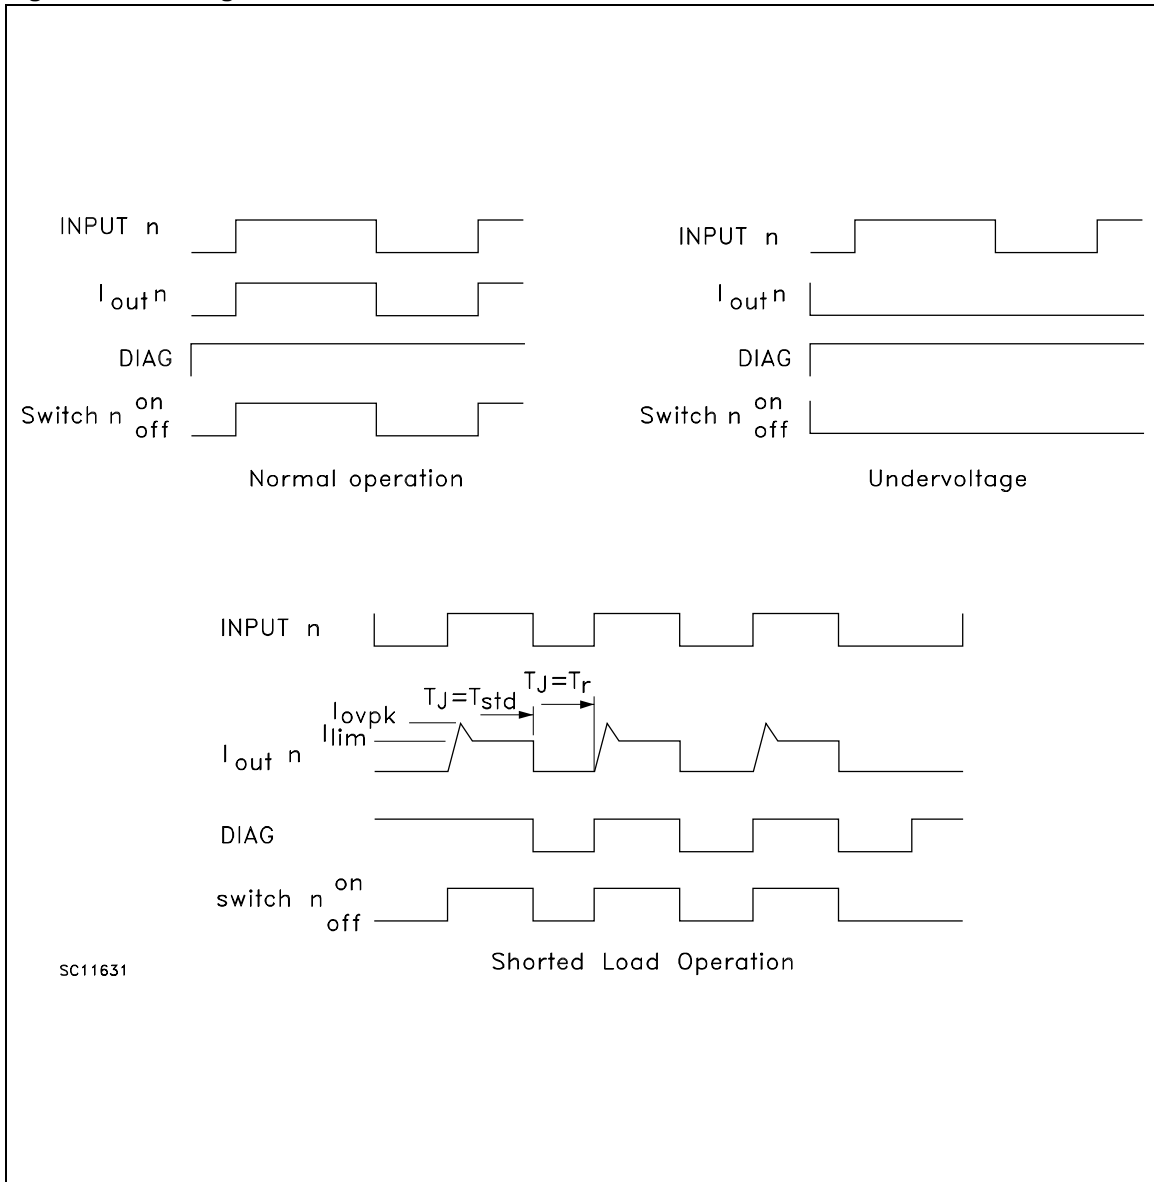 INPUT n
I out n
DIAG
Switch n on off
Normal operation
INPUT n
I out n
DIAG
Switch n on off
Undervoltage
INPUT n
TJ=Tstd
TJ=Tr
Iovpk
Ilim
I out n
DIAG
switch n on off
Shorted Load Operation
SC11631